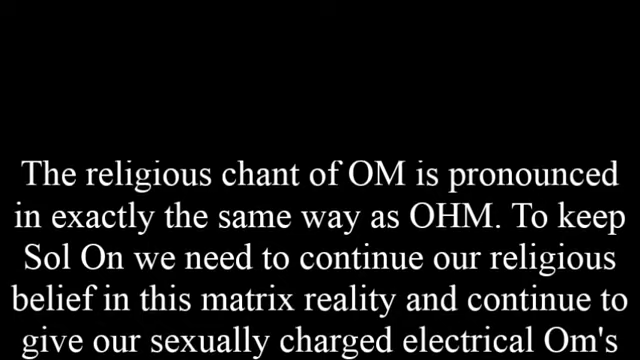 The religious chant of OM is pronounced
in exactly the same way as OHM. To keep
Sol On we need to continue our religious
belief in this matrix reality and continue to
give our sexually charged electrical Om's